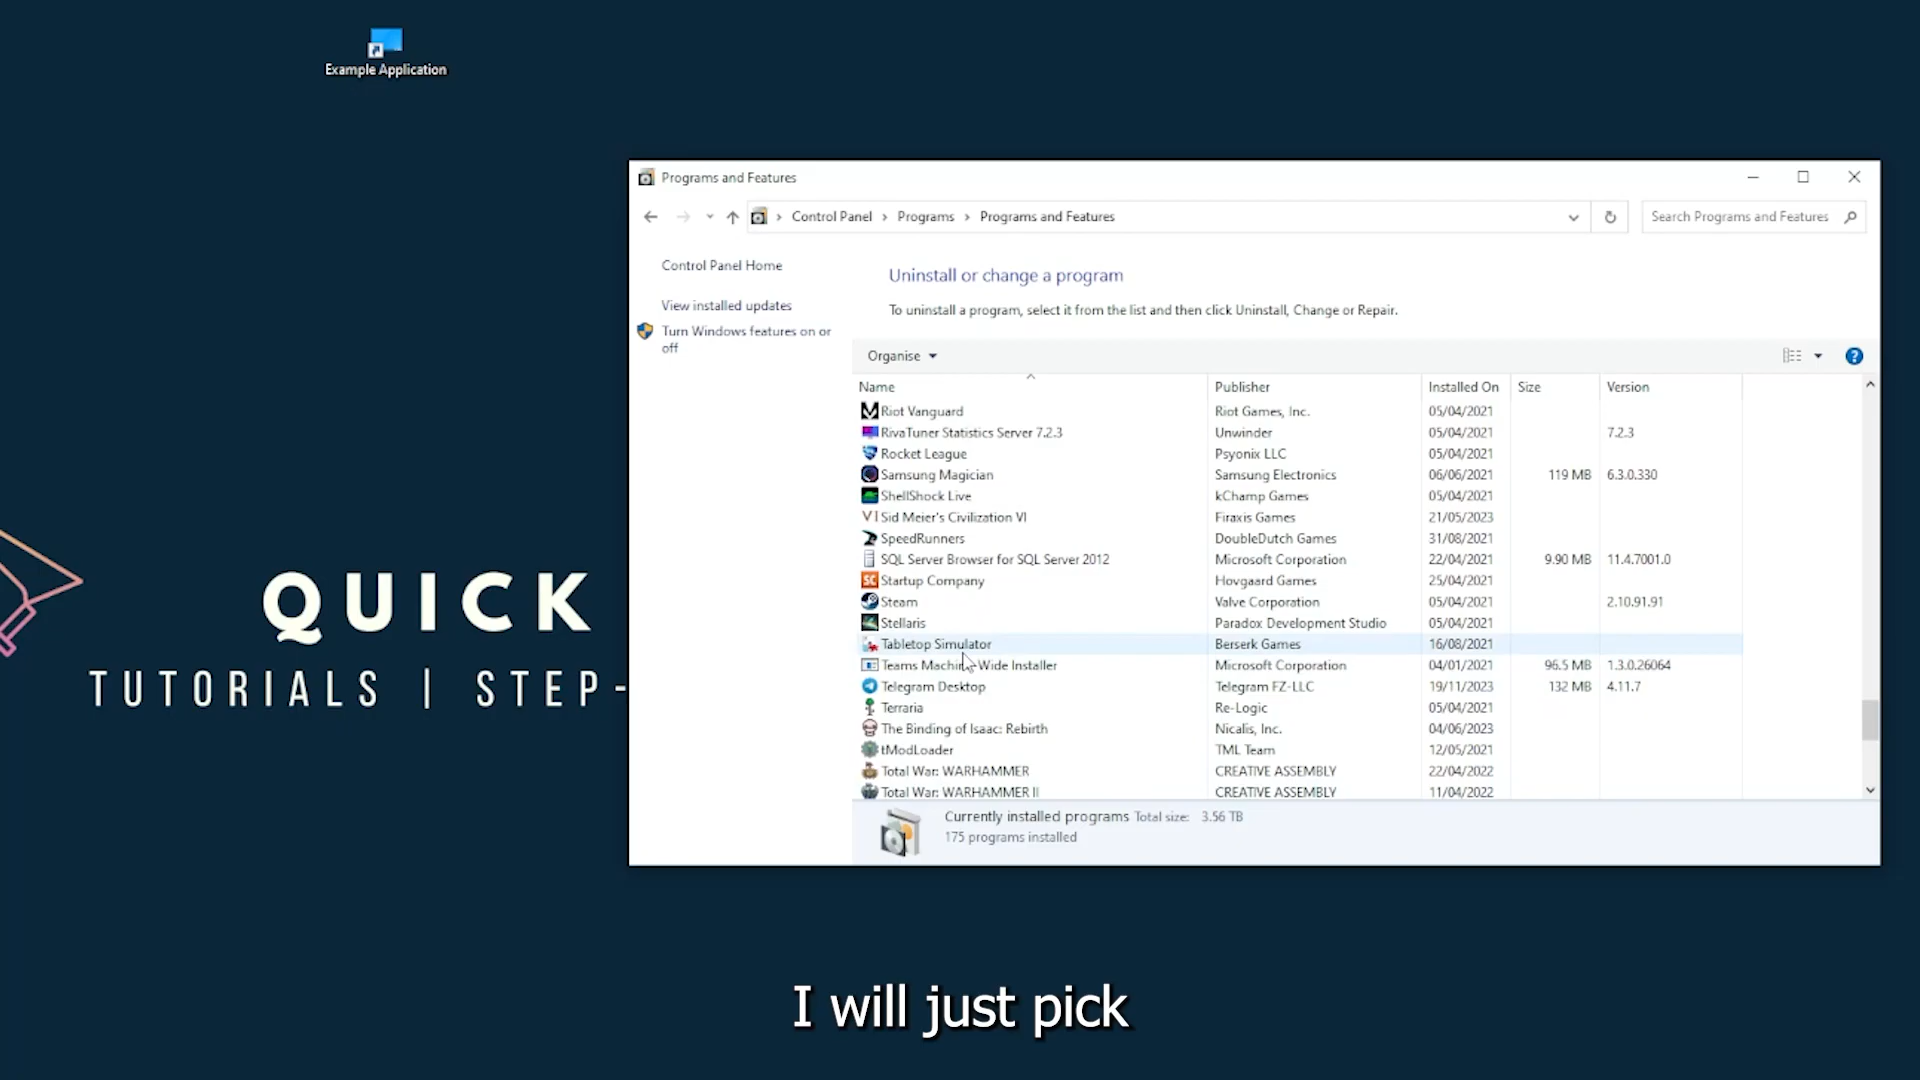 Example Application
QUICK
TUTORIALS | STEP-
Programs and Features
Control Panel › Programs › Programs and Features
Search Programs and Features
Control Panel Home
View installed updates
Turn Windows features on or
off
Uninstall or change a program
To uninstall a program, select it from the list and then click Uninstall, Change or Repair.
Organise
Name Publisher Installed On Size Version
Riot Vanguard Riot Games, Inc. 05/04/2021
RivaTuner Statistics Server 7.2.3 Unwinder 05/04/2021 7.2.3
Rocket League Psyonix LLC 05/04/2021
Samsung Magician Samsung Electronics 06/06/2021 119 MB 6.3.0.330
ShellShock Live kChamp Games 05/04/2021
VI Sid Meier's Civilization VI Firaxis Games 21/05/2023
SpeedRunners DoubleDutch Games 31/08/2021
SQL Server Browser for SQL Server 2012 Microsoft Corporation 22/04/2021 9.90 MB 11.4.7001.0
SC Startup Company Hovgaard Games 25/04/2021
Steam Valve Corporation 05/04/2021 2.10.91.91
Stellaris Paradox Development Studio 05/04/2021
Tabletop Simulator Berserk Games 16/08/2021
Teams Machine-Wide Installer Microsoft Corporation 04/01/2021 96.5 MB 1.3.0.26064
Telegram Desktop Telegram FZ-LLC 19/11/2023 132 MB 4.11.7
Terraria Re-Logic 05/04/2021
The Binding of Isaac: Rebirth Nicalis, Inc. 04/06/2023
tModLoader TML Team 12/05/2021
Total War: WARHAMMER CREATIVE ASSEMBLY 22/04/2022
Total War: WARHAMMER II CREATIVE ASSEMBLY 11/04/2022
Currently installed programs Total size: 3.56 TB
175 programs installed
I will just pick